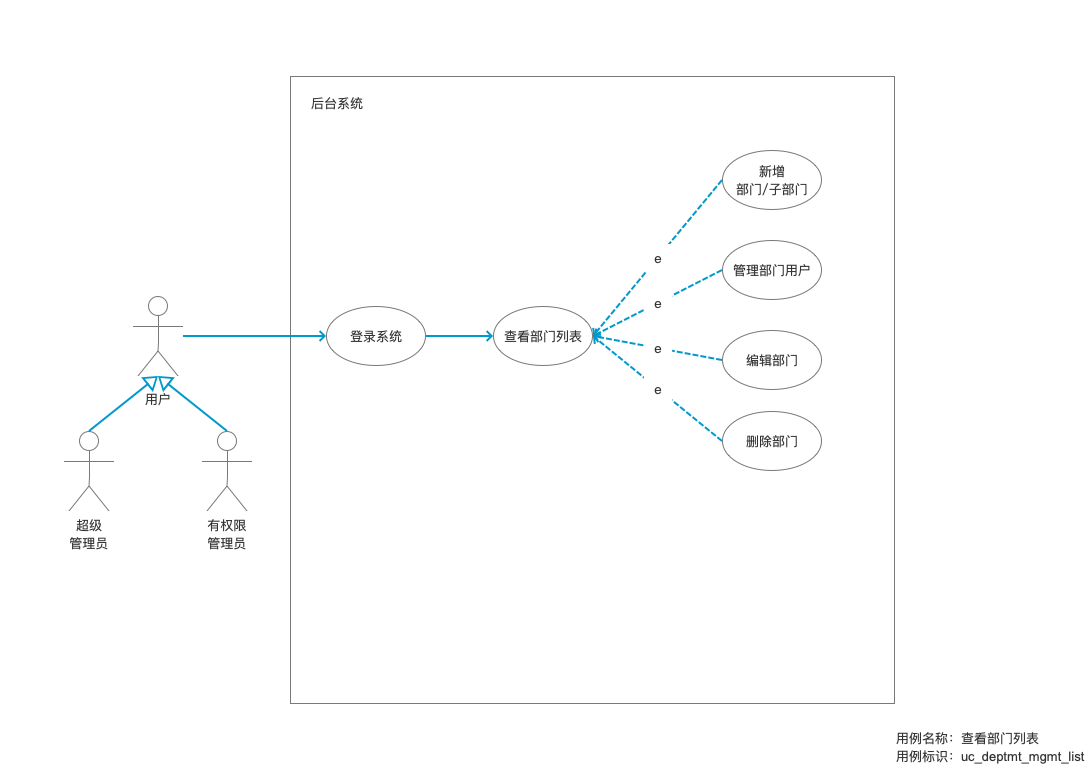 后台系统
新增
部门/子部门
e
管理部门用户
e
登录系统
查看部门列表
e
编辑部门
e
用户
删除部门
超级
管理员
有权限
管理员
用例名称：查看部门列表
用例标识：uc_deptmt_mgmt_list